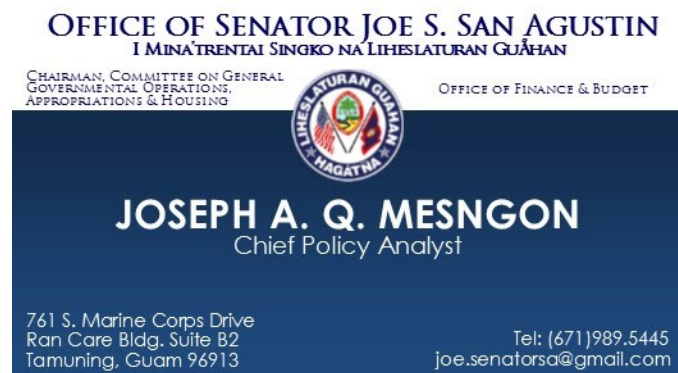 OFFICE OF SENATOR JOE S. SAN AGUSTIN
I MINA'TRENTAI SINGKO NA LIHESLATURAN GUÅHAN
CHAIRMAN, COMMITTEE ON GENERAL
GOVERNMENTAL OPERATIONS,
APPROPRIATIONS & HOUSING
OFFICE OF FINANCE & BUDGET
LIHESLATURAN GUAHAN
HAGATNA
JOSEPH A. Q. MESNGON
Chief Policy Analyst
761 S. Marine Corps Drive
Ran Care Bldg. Suite B2
Tamuning, Guam 96913
Tel: (671)989.5445
joe.senatorsa@gmail.com